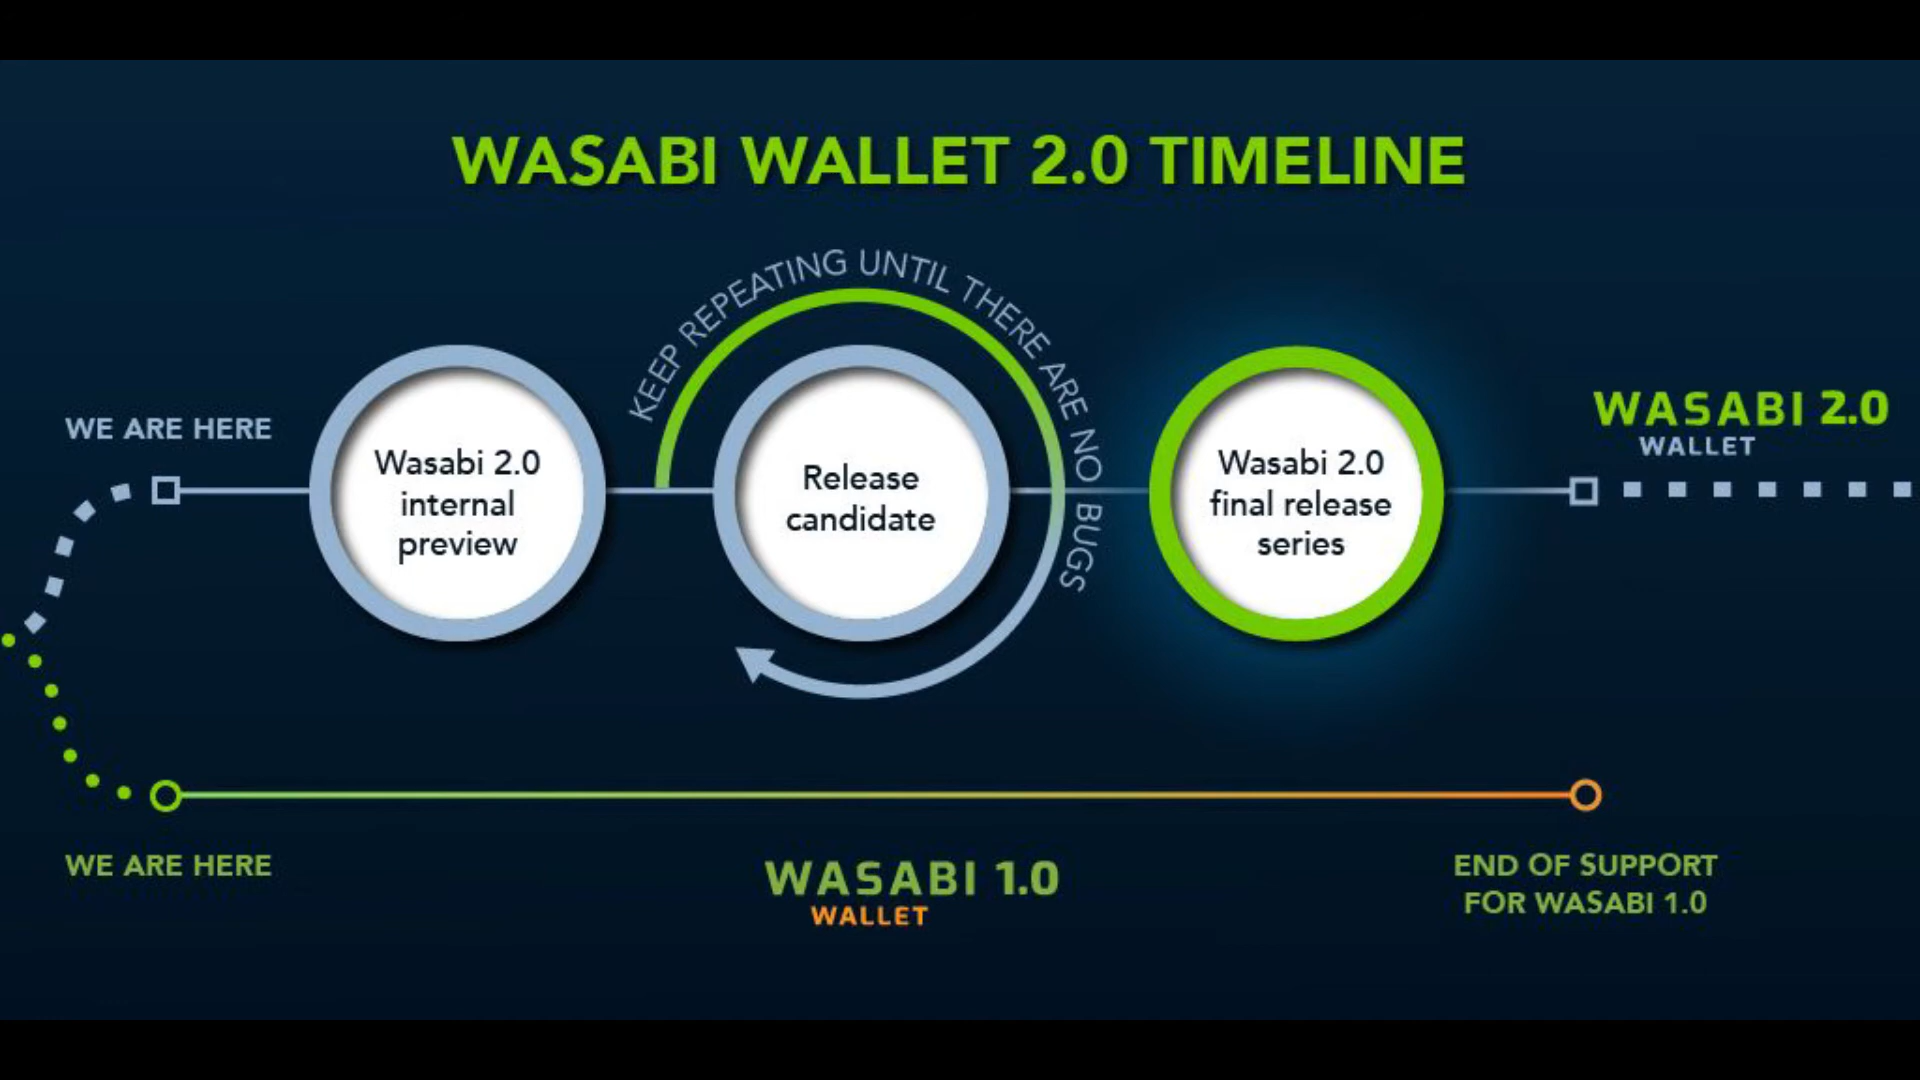 WASABI WALLET 2.0 TIMELINE
KEEP REPEATING UNTIL THERE ARE NO BUGS
WE ARE HERE
Wasabi 2.0
internal
preview
Release
candidate
Wasabi 2.0
final release
series
WASABI 2.0
WALLET
WE ARE HERE
WASABI 1.0
WALLET
END OF SUPPORT
FOR WASABI 1.0